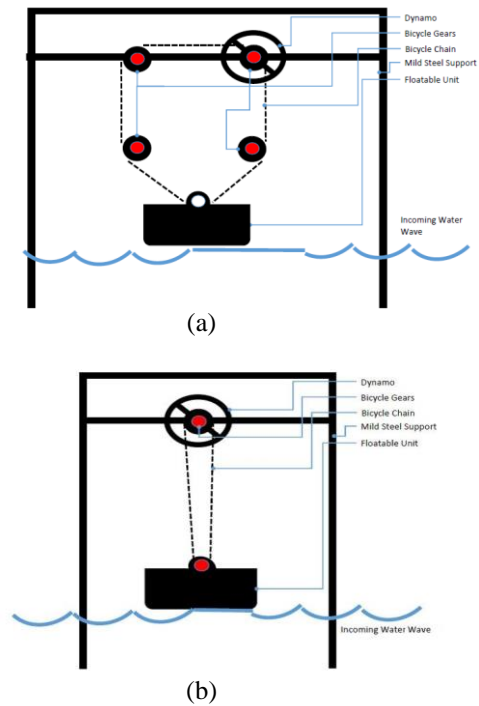 Dynamo
Bicycle Gears
Bicycle Chain
Mild Steel Support
Floatable Unit
Incoming Water
Wave
(a)
Dynamo
Bicycle Gears
Bicycle Chain
Mild Steel Support
Floatable Unit
Incoming Water Wave
(b)